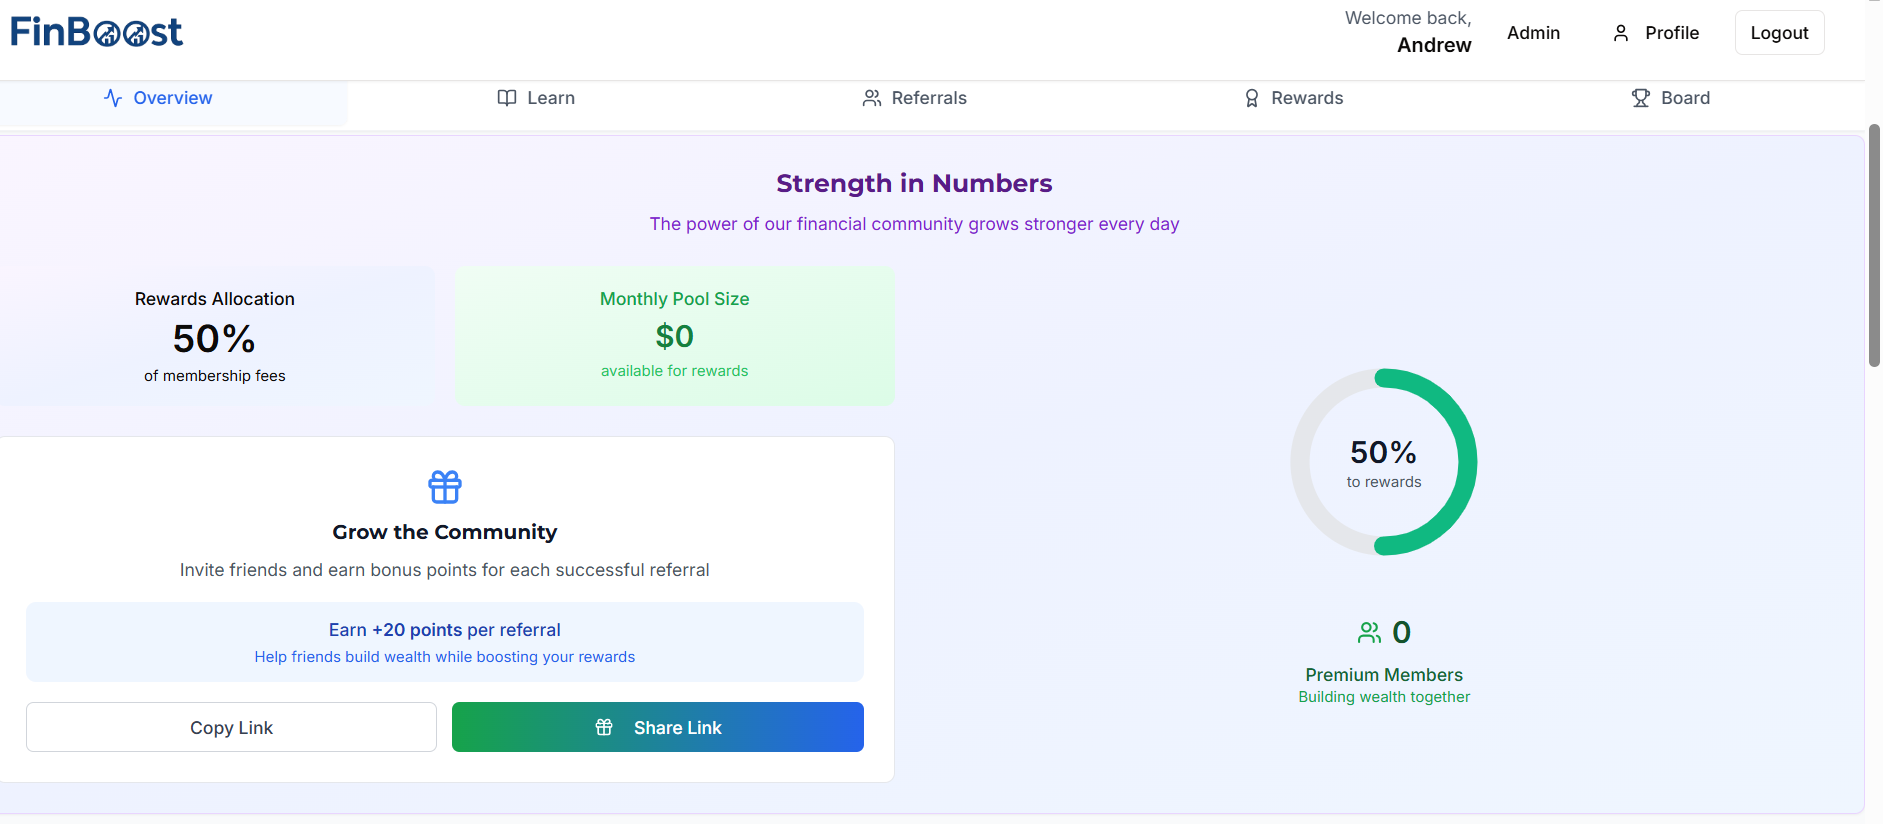 FinBoost
Welcome back,
Andrew
Admin
Profile
Logout
Overview
Learn
Referrals
Rewards
Board
Strength in Numbers
The power of our financial community grows stronger every day
Rewards Allocation
50%
of membership fees
Monthly Pool Size
$0
available for rewards
Grow the Community
Invite friends and earn bonus points for each successful referral
Earn +20 points per referral
Help friends build wealth while boosting your rewards
Copy Link
Share Link
50%
to rewards
0
Premium Members
Building wealth together